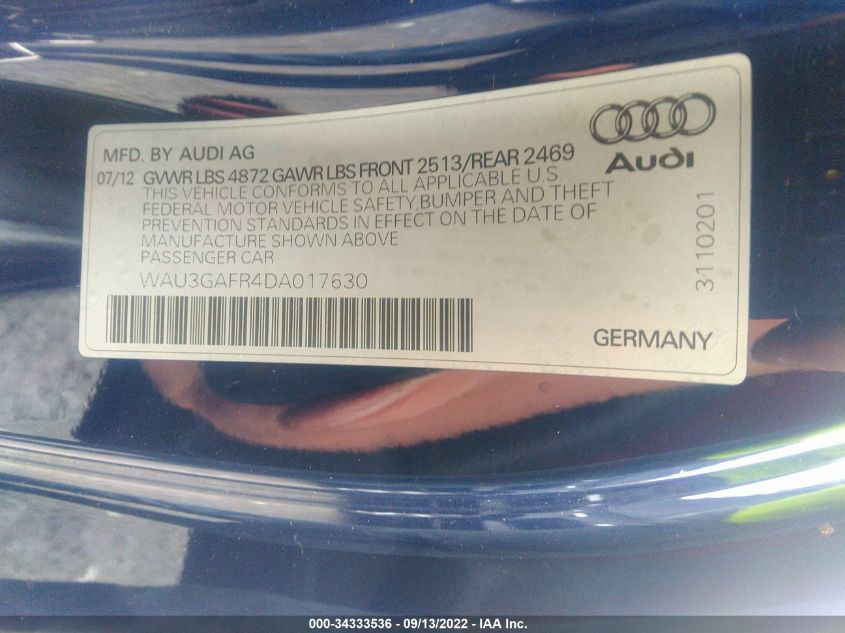 MFD. BY AUDI AG
07/12 GVWR LBS 4872 GAWR LBS FRONT 2513/REAR 2469
THIS VEHICLE CONFORMS TO ALL APPLICABLE U S
FEDERAL MOTOR VEHICLE SAFETY,BUMPER AND THEFT
PREVENTION STANDARDS IN EFFECT ON THE DATE OF
MANUFACTURE SHOWN ABOVE
PASSENGER CAR
WAU3GAFR4DA017630
Audi
3110201
GERMANY
000-34333536 - 09/13/2022 - IAA Inc.